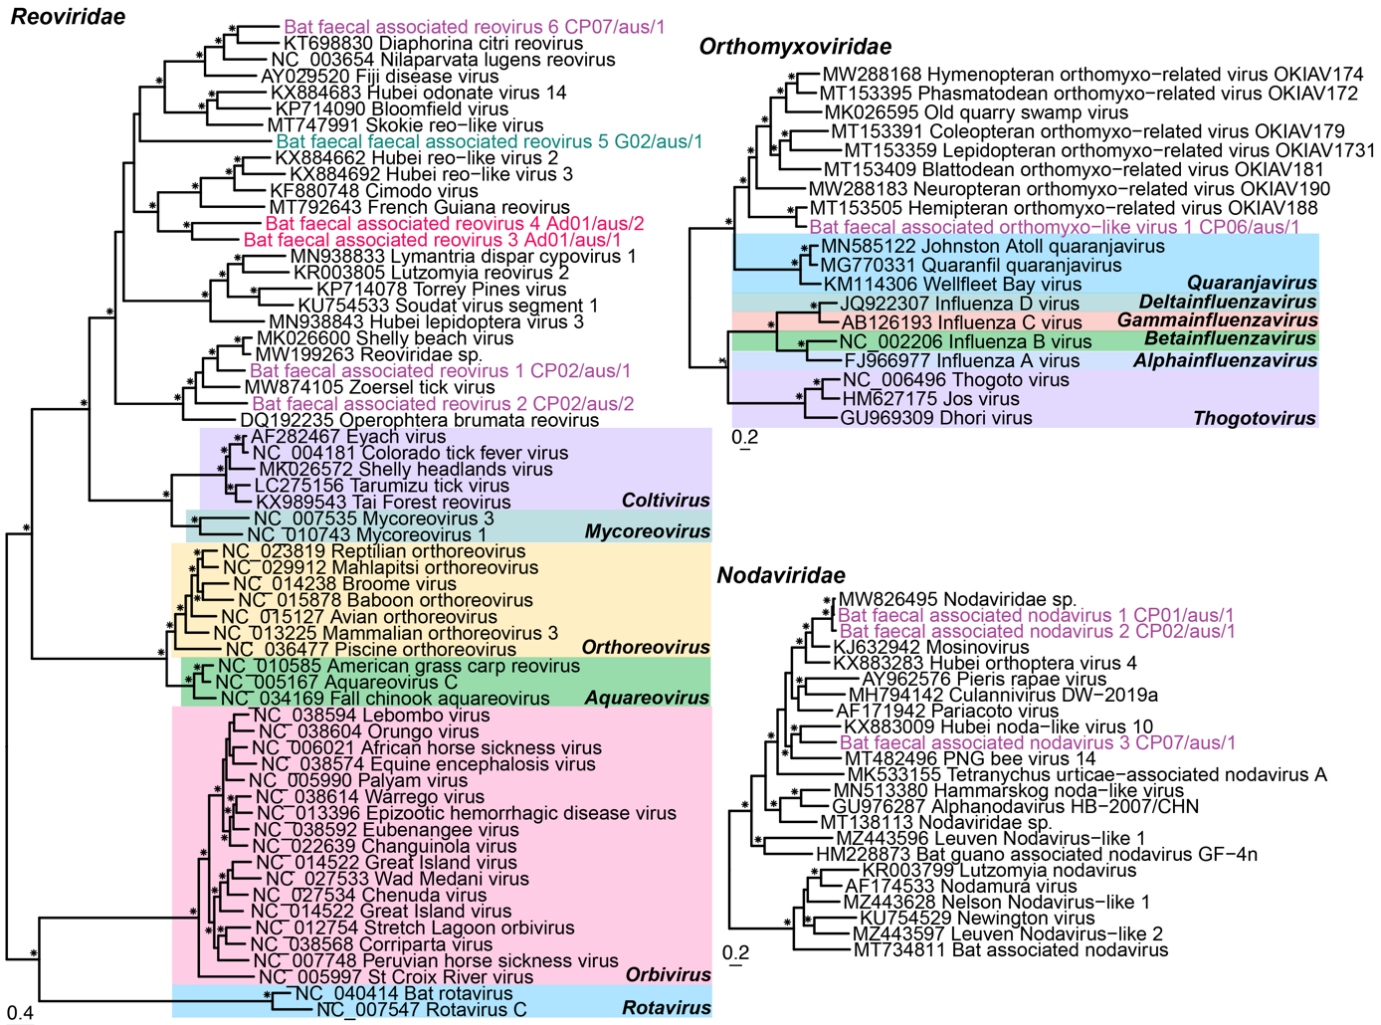 Reoviridae
Bat faecal associated reovirus 6 CP07/aus/1
KT698830 Diaphorina citri reovirus
NC_003654 Nilaparvata lugens reovirus
AY029520 Fiji disease virus
KX884683 Hubei odonate virus 14
KP714090 Bloomfield virus
MT747991 Skokie reo-like virus
Bat faecal faecal associated reovirus 5 G02/aus/1
KX884662 Hubei reo-like virus 2
KX884692 Hubei reo-like virus 3
KF880748 Cimodo virus
MT792643 French Guiana reovirus
Bat faecal associated reovirus 4 Ad01/aus/2
Bat faecal associated reovirus 3 Ad01/aus/1
MN938833 Lymantria dispar cypovirus 1
KR003805 Lutzomyia reovirus 2
KP714078 Torrey Pines virus
KU754533 Soudat virus segment 1
MN938843 Hubei lepidoptera virus 3
MK026600 Shelly beach virus
MW199263 Reoviridae sp.
Bat faecal associated reovirus 1 CP02/aus/1
MW874105 Zoersel tick virus
Bat faecal associated reovirus 2 CP02/aus/2
DQ192235 Operophtera brumata reovirus
AF282467 Eyach virus
NC_004181 Colorado tick fever virus
MK026572 Shelly headlands virus
LC275156 Tarumizu tick virus
KX989543 Tai Forest reovirus
Coltivirus
NC_007535 Mycoreovirus 3
NC_010743 Mycoreovirus 1
Mycoreovirus
NC_023819 Reptilian orthoreovirus
NC_029912 Mahlapitsi orthoreovirus
NC_014238 Broome virus
NC_015878 Baboon orthoreovirus
NC_015127 Avian orthoreovirus
NC_013225 Mammalian orthoreovirus 3
NC_036477 Piscine orthoreovirus
Orthoreovirus
NC_010585 American grass carp reovirus
NC_005167 Aquareovirus C
NC_034169 Fall chinook aquareovirus
Aquareovirus
NC_038594 Lebombo virus
NC_038604 Orungo virus
NC_006021 African horse sickness virus
NC_038574 Equine encephalosis virus
NC_005990 Palyam virus
NC_038614 Warrego virus
NC_013396 Epizootic hemorrhagic disease virus
NC_038592 Eubenangee virus
NC_022639 Changuinola virus
NC_014522 Great Island virus
NC_027533 Wad Medani virus
NC_027534 Chenuda virus
NC_014522 Great Island virus
NC_012754 Stretch Lagoon orbivirus
NC_038568 Corriparta virus
NC_007748 Peruvian horse sickness virus
NC_005997 St Croix River virus
Orbivirus
NC_040414 Bat rotavirus
NC_007547 Rotavirus C
Rotavirus
0.4
Orthomyxoviridae
MW288168 Hymenopteran orthomyxo-related virus OKIAV174
MT153395 Phasmatodean orthomyxo-related virus OKIAV172
MK026595 Old quarry swamp virus
MT153391 Coleopteran orthomyxo-related virus OKIAV179
MT153359 Lepidopteran orthomyxo-related virus OKIAV1731
MT153409 Blattodean orthomyxo-related virus OKIAV181
MW288183 Neuropteran orthomyxo-related virus OKIAV190
MT153505 Hemipteran orthomyxo-related virus OKIAV188
Bat faecal associated orthomyxo-like virus 1 CP06/aus/1
MN585122 Johnston Atoll quaranjavirus
MG770331 Quaranfil quaranjavirus
KM114306 Wellfleet Bay virus
Quaranjavirus
JQ922307 Influenza D virus
Deltainfluenzavirus
AB126193 Influenza C virus
Gammainfluenzavirus
NC_002206 Influenza B virus
Betainfluenzavirus
FJ966977 Influenza A virus
Alphainfluenzavirus
NC_006496 Thogoto virus
HM627175 Jos virus
GU969309 Dhori virus
Thogotovirus
0.2
Nodaviridae
MW826495 Nodaviridae sp.
Bat faecal associated nodavirus 1 CP01/aus/1
Bat faecal associated nodavirus 2 CP02/aus/1
KJ632942 Mosinovirus
KX883283 Hubei orthoptera virus 4
AY962576 Pieris rapae virus
MH794142 Culannivirus DW-2019a
AF171942 Pariacoto virus
KX883009 Hubei noda-like virus 10
Bat faecal associated nodavirus 3 CP07/aus/1
MT482496 PNG bee virus 14
MK533155 Tetranychus urticae-associated nodavirus A
MN513380 Hammarskog noda-like virus
GU976287 Alphanodavirus HB-2007/CHN
MT138113 Nodaviridae sp.
MZ443596 Leuven Nodavirus-like 1
HM228873 Bat guano associated nodavirus GF-4n
KR003799 Lutzomyia nodavirus
AF174533 Nodamura virus
MZ443628 Nelson Nodavirus-like 1
KU754529 Newington virus
MZ443597 Leuven Nodavirus-like 2
MT734811 Bat associated nodavirus
0.2